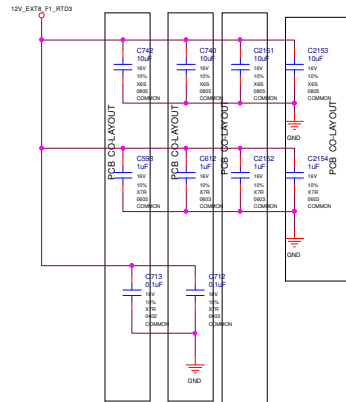 12V_EXT8_F1_RTD3
C742
10uF
16V
10%
X6S
0805
COMMON
C740
10uF
16V
10%
X6S
0805
COMMON
C2151
10uF
16V
10%
X6S
0805
COMMON
C2153
10uF
16V
10%
X6S
0805
COMMON
GND
PCB CO-LAYOUT
PCB CO-LAYOUT
PCB CO-LAYOUT
PCB CO-LAYOUT
C593
1uF
16V
10%
X7R
0603
COMMON
C612
1uF
16V
10%
X7R
0603
COMMON
C2152
1uF
16V
10%
X7R
0603
COMMON
C2154
1uF
16V
10%
X7R
0603
COMMON
GND
C713
0.1uF
16V
10%
X7R
0402
COMMON
C712
0.1uF
16V
10%
X7R
0402
COMMON
GND